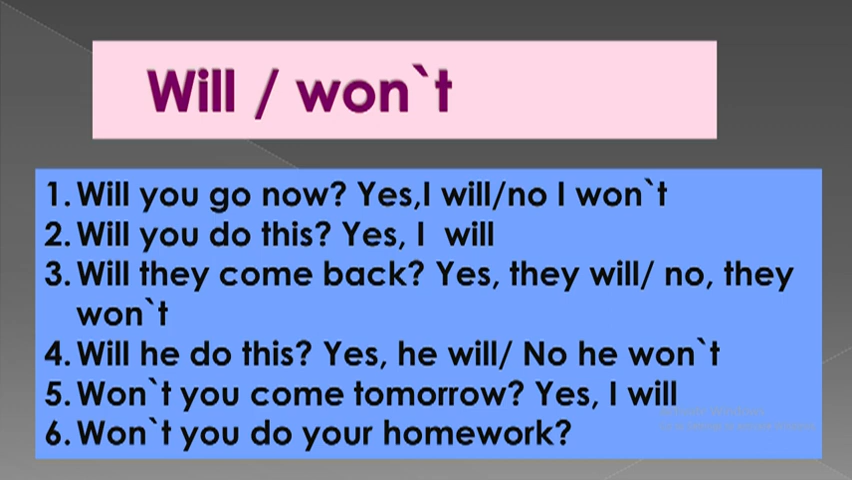 Will / won`t
1. Will you go now? Yes,I will/no I won`t
2. Will you do this? Yes, I  will
3. Will they come back? Yes, they will/ no, they
won`t
4. Will he do this? Yes, he will/ No he won`t
5. Won`t you come tomorrow? Yes, I will
6. Won`t you do your homework?
Activate Windows